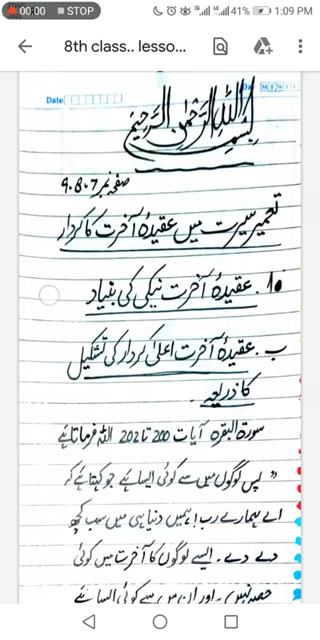 00:00 STOP 41% 1:09 PM
8th class.. lesso...
Date
Date M T W T
بسم اللہ الرحمٰن الرحیم
صفحہ نمبر 7۔8۔9
تعمیر سیرت میں عقیدۂ آخرت کا کردار
ا۔ عقیدۂ آخرت نیکی کی بنیاد
ب۔ عقیدۂ آخرت اعلیٰ کردار کی تشکیل
کا ذریعہ۔
سورۃ البقرہ آیات 200 تا 202 اللہ فرماتا ہے
"پس لوگوں میں سے کوئی ایسا ہے جو کہتا ہے کہ
اے ہمارے رب! ہمیں دنیا ہی میں سب کچھ
دے دے۔ ایسے لوگوں کا آخرت میں کوئی
حصہ نہیں۔ اور ان میں سے کوئی ایسا ہے